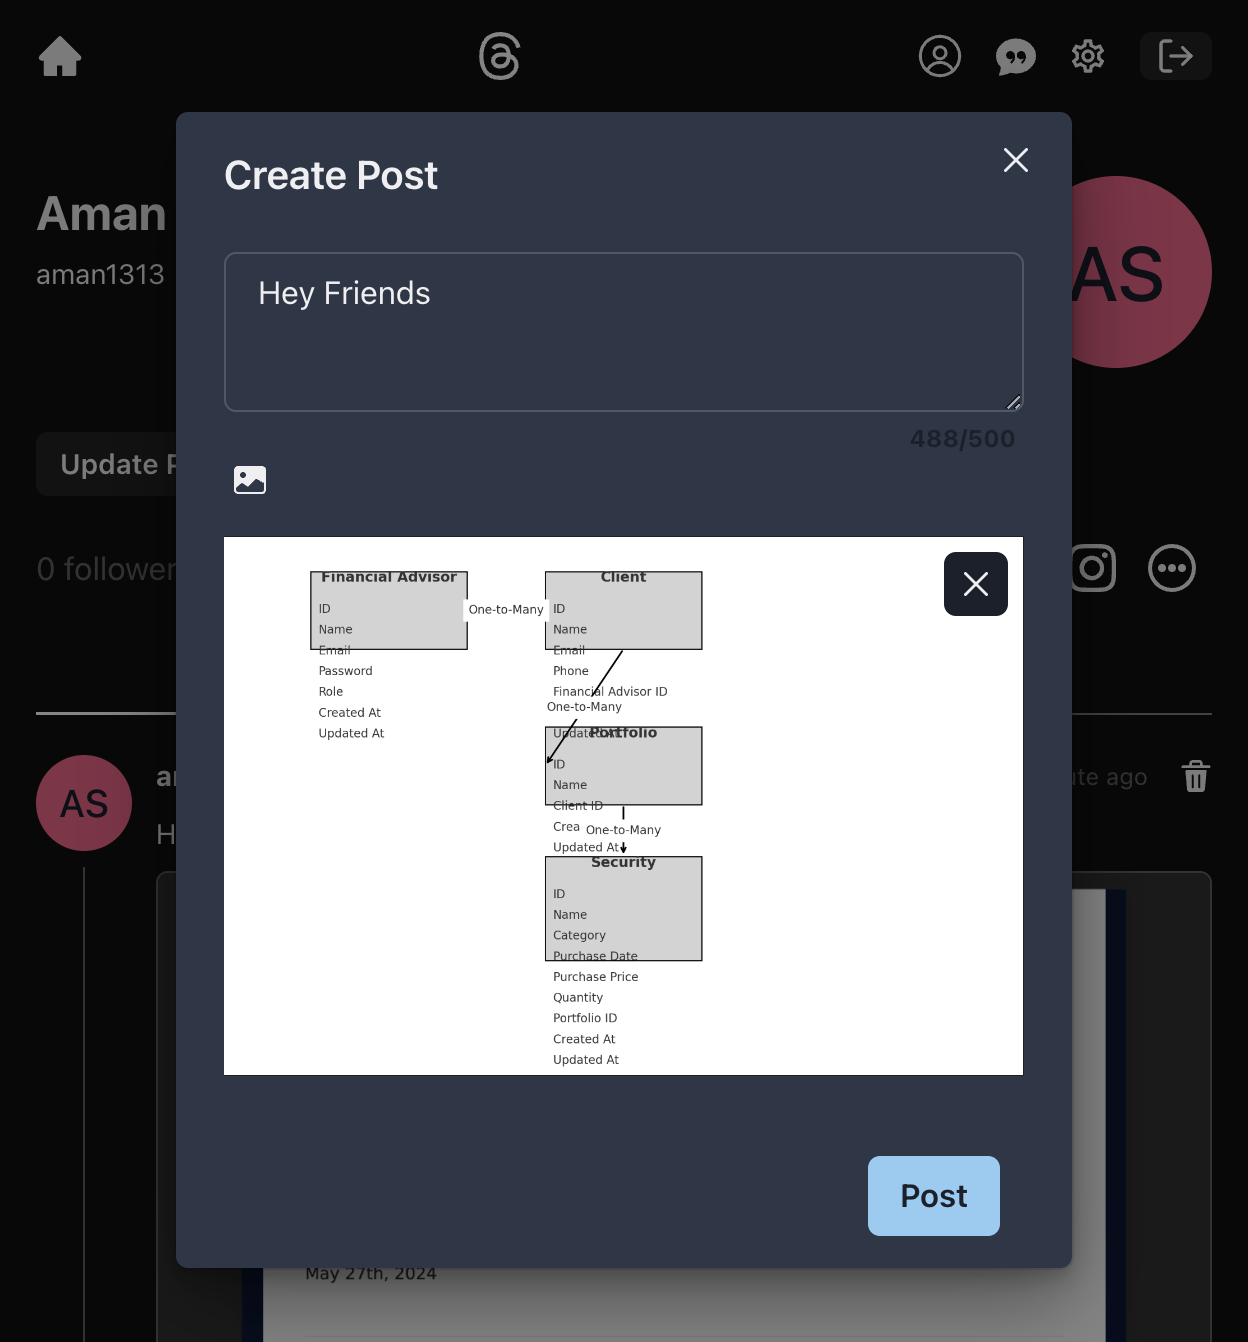 Create Post
Aman
aman1313
AS
Hey Friends
488/500
Update
0 follower
Financial Advisor
ID
Name
Email
Password
Role
Created At
Updated At
One-to-Many
Client
ID
Name
Email
Phone
Financial Advisor ID
One-to-Many
Updated At
Portfolio
ID
Name
Client ID
Crea
One-to-Many
Updated At
Security
ID
Name
Category
Purchase Date
Purchase Price
Quantity
Portfolio ID
Created At
Updated At
AS
ago
Post
May 27th, 2024